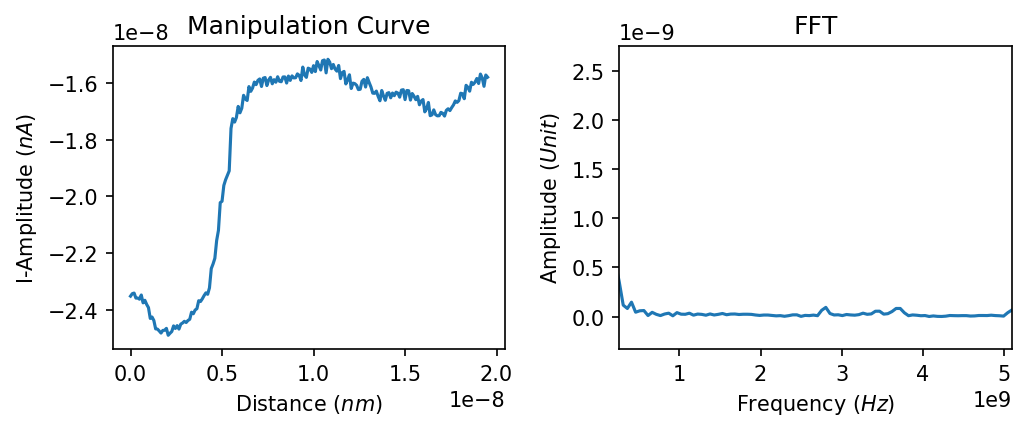 Manipulation Curve
1e−8
I-Amplitude (nA)
−1.6
−1.8
−2.0
−2.2
−2.4
0.0 0.5 1.0 1.5 2.0
Distance (nm)
1e−8
FFT
1e−9
Amplitude (Unit)
2.5
2.0
1.5
1.0
0.5
0.0
1 2 3 4 5
Frequency (Hz)
1e9